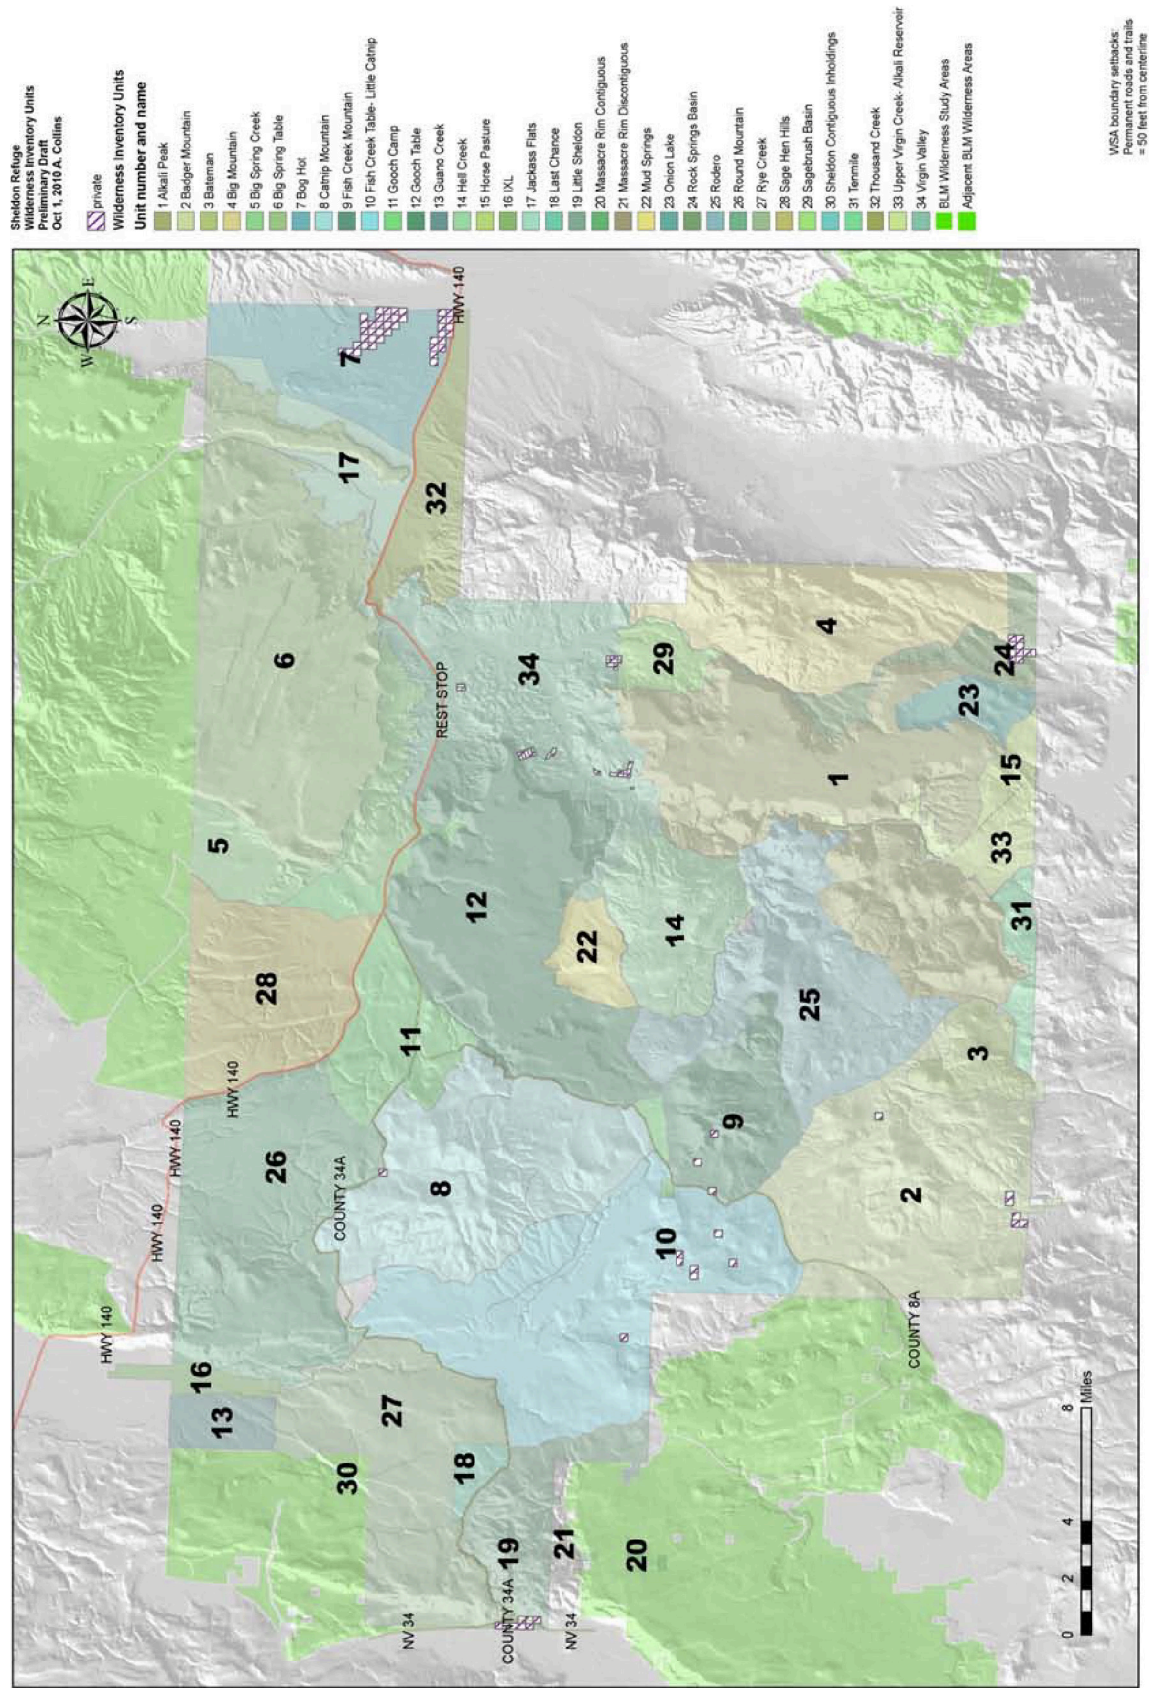 Sheldon Refuge
Wilderness Inventory Units
Preliminary Draft
Oct 1, 2010 A. Collins
private
Wilderness Inventory Units
Unit number and name
1 Alkali Peak
2 Badger Mountain
3 Bateman
4 Big Mountain
5 Big Spring Creek
6 Big Spring Table
7 Bog Hot
8 Catnip Mountain
9 Fish Creek Mountain
10 Fish Creek Table- Little Catnip
11 Gooch Camp
12 Gooch Table
13 Guano Creek
14 Hell Creek
15 Horse Pasture
16 IXL
17 Jackass Flats
18 Last Chance
19 Little Sheldon
20 Massacre Rim Contiguous
21 Massacre Rim Discontiguous
22 Mud Springs
23 Onion Lake
24 Rock Springs Basin
25 Rodero
26 Round Mountain
27 Rye Creek
28 Sage Hen Hills
29 Sagebrush Basin
30 Sheldon Contiguous Inholdings
31 Tenmile
32 Thousand Creek
33 Upper Virgin Creek- Alkali Reservoir
34 Virgin Valley
BLM Wilderness Study Areas
Adjacent BLM Wilderness Areas
WSA boundary setbacks:
Permanent roads and trails
= 50 feet from centerline
N
W
E
S
HWY 140
HWY 140
HWY 140
HWY 140
HWY 140
16
13
5
28
6
26
30
27
COUNTY 34A
17
7
NV 34
18
8
11
REST STOP
32
COUNTY 34A
19
12
34
NV 34
21
22
20
10
14
29
9
25
1
4
COUNTY 8A
2
3
23
24
31
33
15
0
2
4
8
Miles